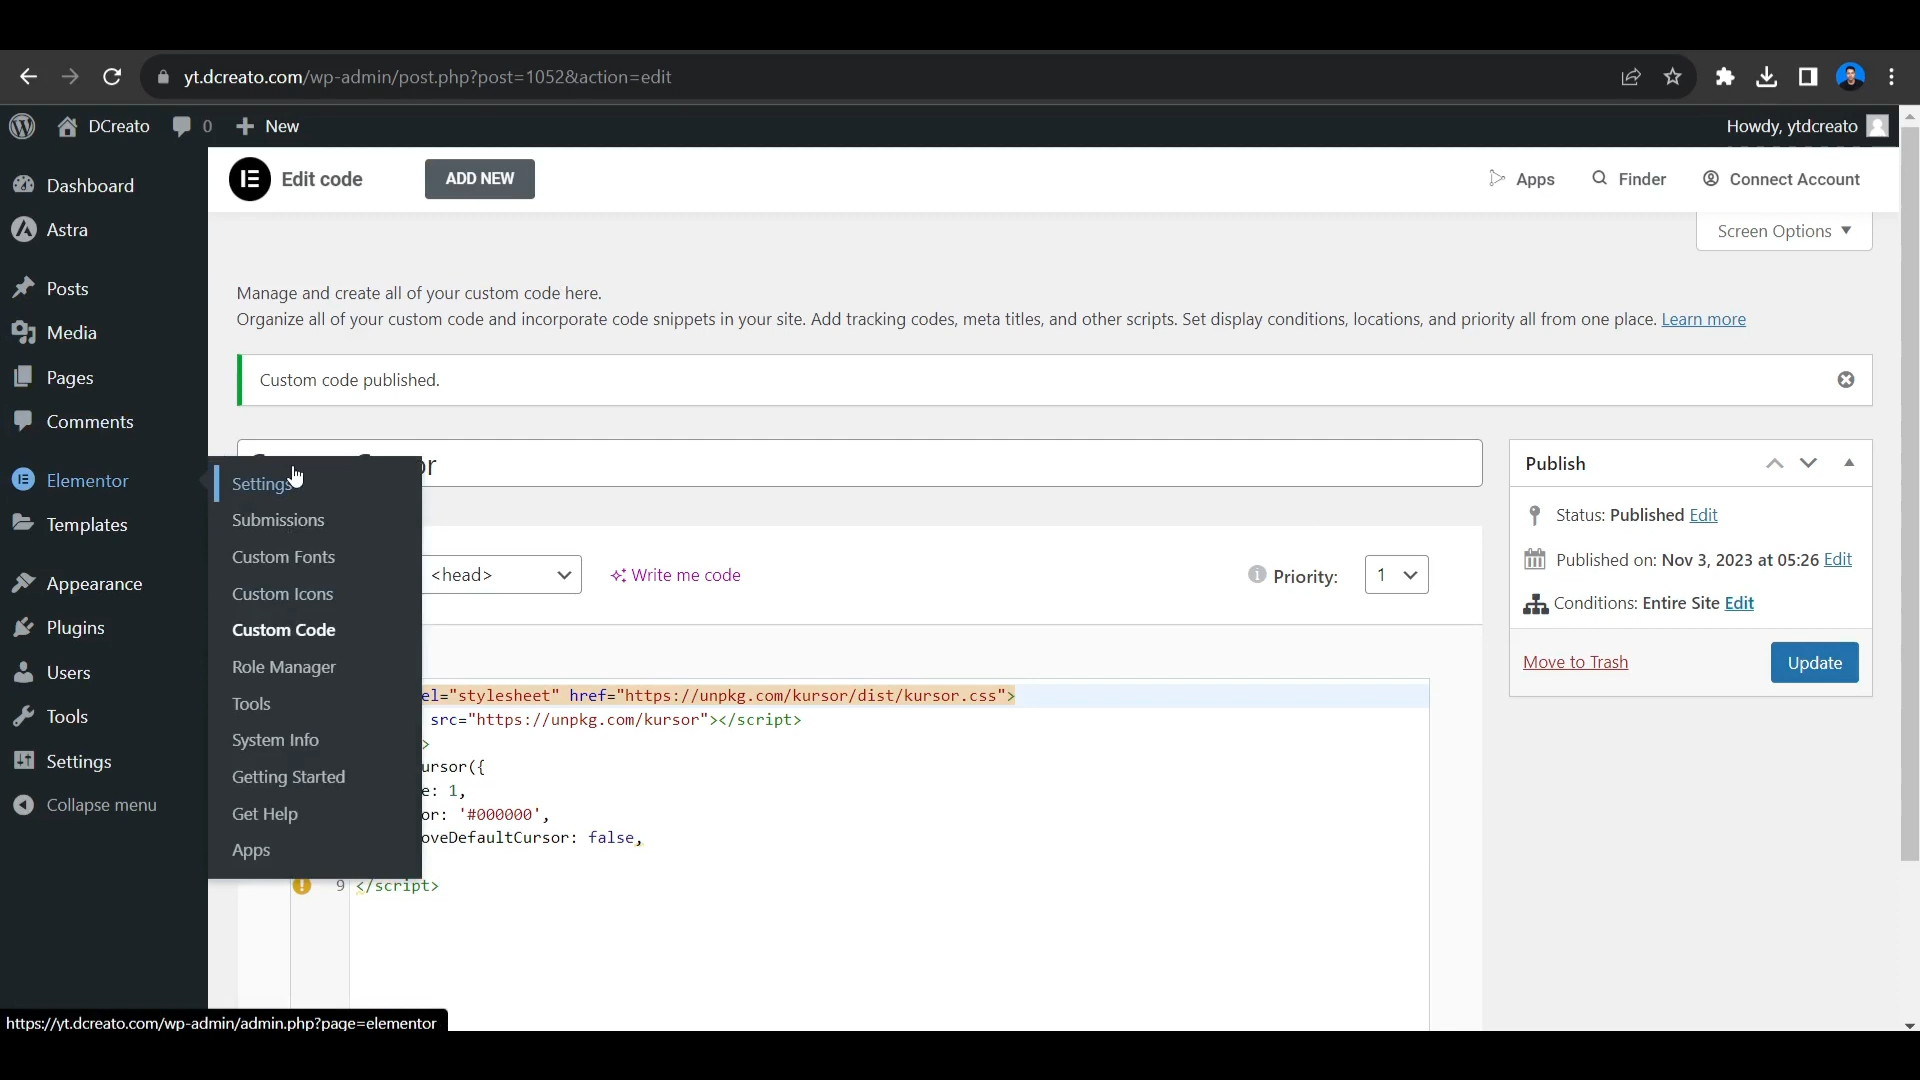 yt.dcreato.com/wp-admin/post.php?post=1052&action=edit
DCreato 0 New
Howdy, ytdcreato
Dashboard
Astra
Posts
Media
Pages
Comments
Elementor
Templates
Appearance
Plugins
Users
Tools
Settings
Collapse menu
Edit code
ADD NEW
Apps
Finder
Connect Account
Screen Options
Manage and create all of your custom code here.
Organize all of your custom code and incorporate code snippets in your site. Add tracking codes, meta titles, and other scripts. Set display conditions, locations, and priority all from one place. Learn more
Custom code published.
Settings
Submissions
Custom Fonts
Custom Icons
Custom Code
Role Manager
Tools
System Info
Getting Started
Get Help
Apps
<head>
Write me code
Priority:
1
el="stylesheet" href="https://unpkg.com/kursor/dist/kursor.css">
src="https://unpkg.com/kursor"></script>
>
ursor({
e: 1,
or: '#000000',
oveDefaultCursor: false,
9 </script>
Publish
Status: Published Edit
Published on: Nov 3, 2023 at 05:26 Edit
Conditions: Entire Site Edit
Move to Trash
Update
https://yt.dcreato.com/wp-admin/admin.php?page=elementor